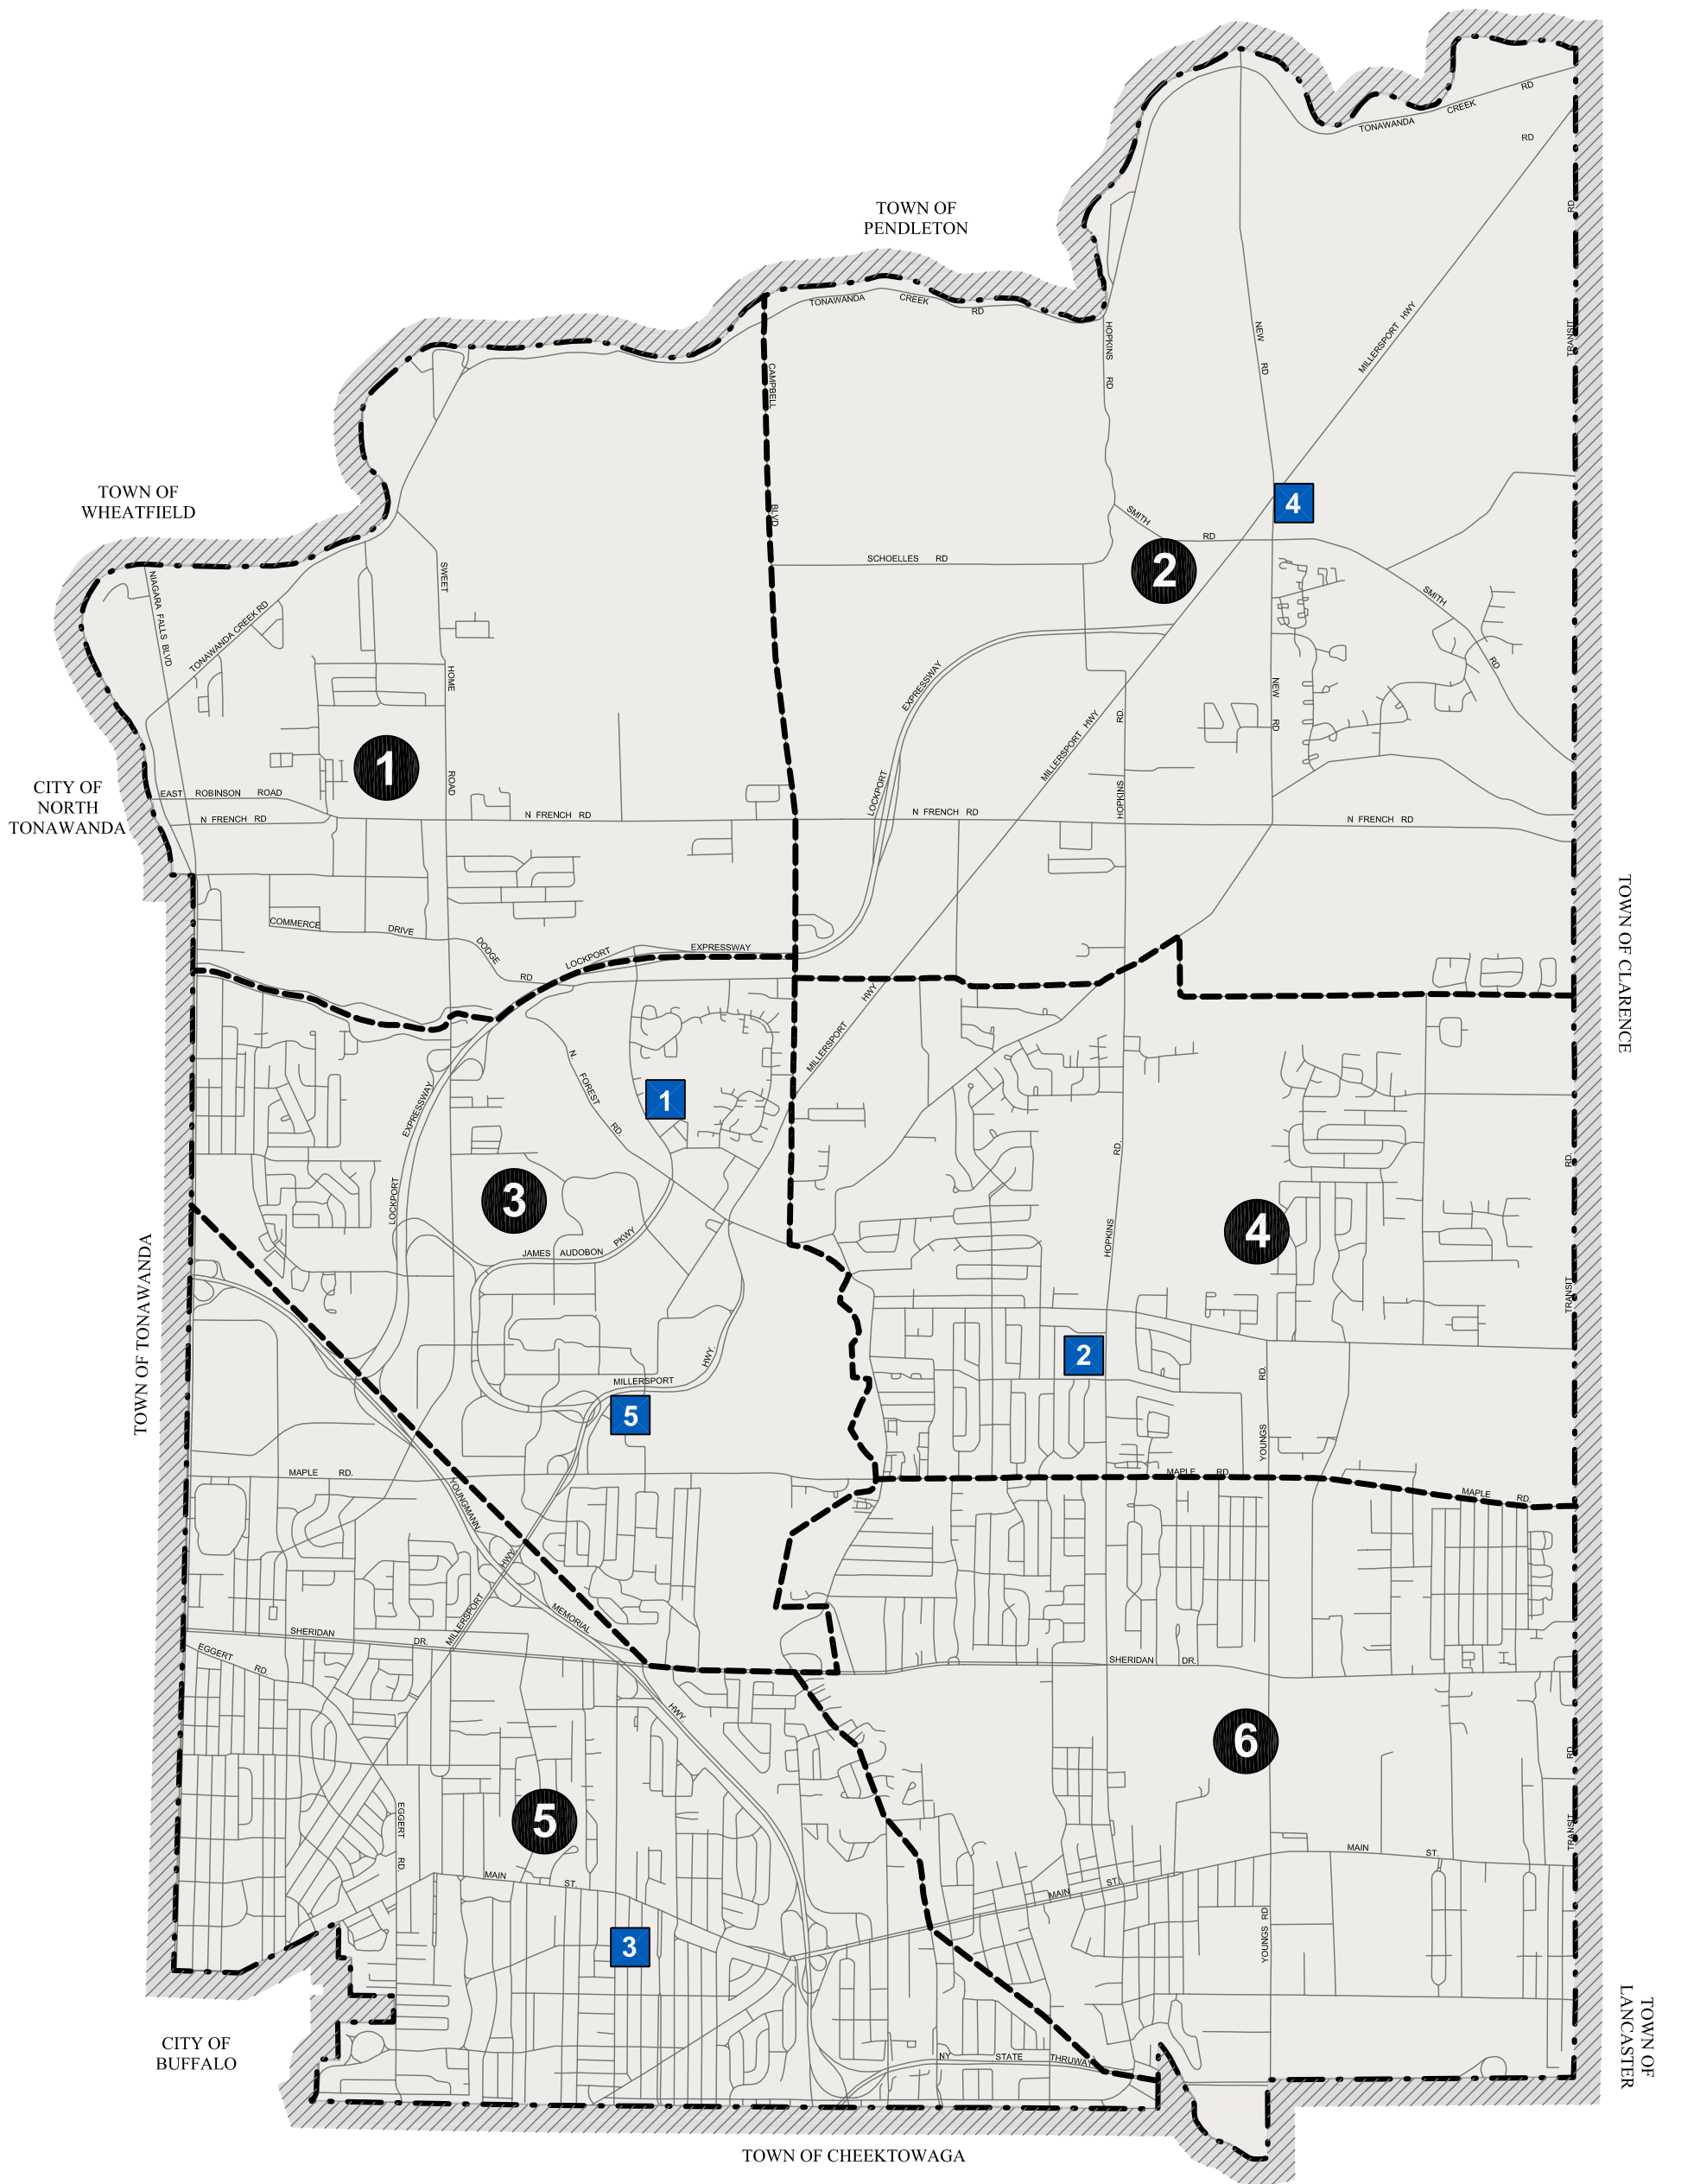 RD
CREEK
TONAWANDA
RD
RD.
TOWN OF
PENDLETON
TONAWANDA
CREEK
RD
HOPKINS
RD
NEW
RD
MILLERSPORT HWY
TRANSIT
CAMPBELL
BLVD
TOWN OF
WHEATFIELD
4
SMITH
RD
SCHOELLES RD
2
SMITH
RD
NIAGARA FALLS BLVD
TONAWANDA CREEK RD
SWEET
HOME
ROAD
EXPRESSWAY
LOCKPORT
MILLERSPORT HWY
RD.
HOPKINS
NEW
RD
1
CITY OF
NORTH
TONAWANDA
EAST ROBINSON ROAD
N FRENCH RD
N FRENCH RD
N FRENCH RD
N FRENCH RD
TOWN OF CLARENCE
COMMERCE
DRIVE
DODGE
RD
LOCKPORT
EXPRESSWAY
HWY
MILLERSPORT
N.
FOREST
RD.
1
EXPRESSWAY
LOCKPORT
3
JAMES AUDOBON
PKWY
RD.
HOPKINS
4
RD.
TRANSIT
TOWN OF TONAWANDA
2
HWY.
MILLERSPORT
5
RD.
YOUNGS
MAPLE RD.
MAPLE RD.
MAPLE RD.
YOUNGMANN
HWY.
MILLERSPORT
MEMORIAL
HWY.
SHERIDAN
DR.
EGGERT
RD.
SHERIDAN DR.
6
RD.
TRANSIT
5
EGGERT
RD.
MAIN
ST.
MAIN
ST.
MAIN
ST.
3
YOUNGS RD
TOWN OF
LANCASTER
CITY OF
BUFFALO
NY STATE THRUWAY
TOWN OF CHEEKTOWAGA